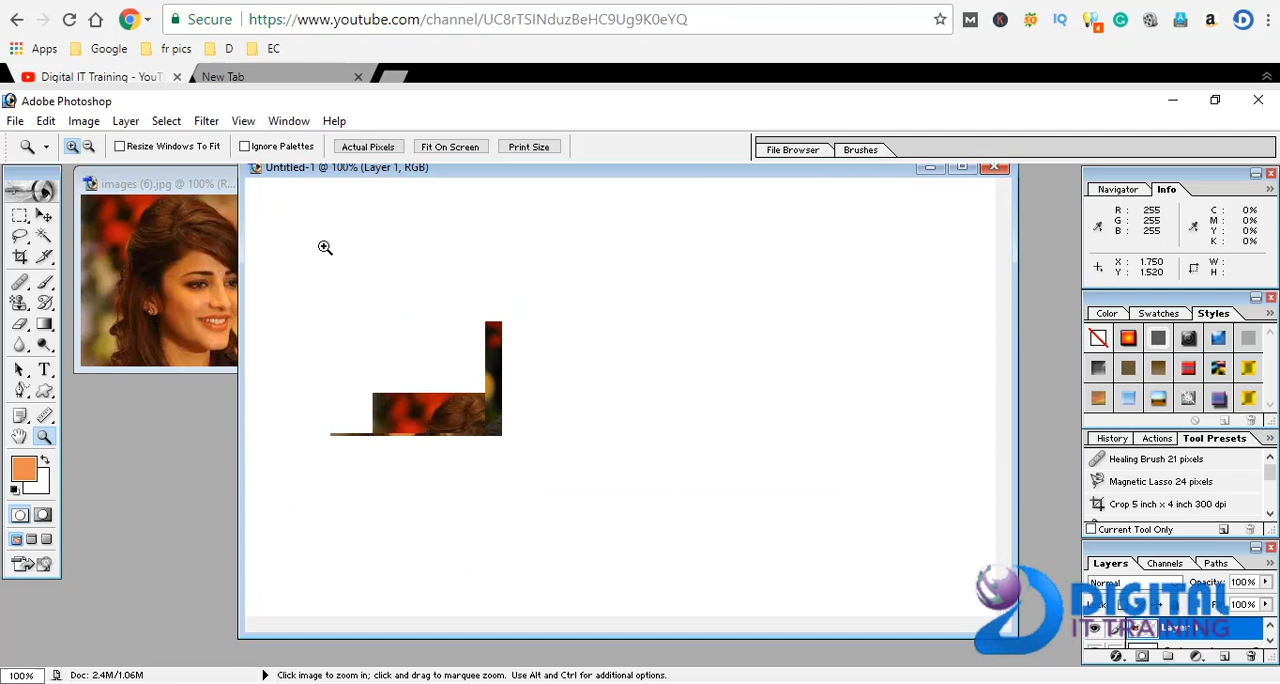 Secure
https://www.youtube.com/channel/UC8rTSINduzBeHC9Ug9K0eYQ
Apps Google fr pics D EC
Digital IT Training - YouT New Tab
Adobe Photoshop
File Edit Image Layer Select Filter View Window Help
Resize Windows To Fit Ignore Palettes Actual Pixels Fit On Screen Print Size File Browser Brushes
images (6).jpg @ 100% (R...
Untitled-1 @ 100% (Layer 1, RGB)
Navigator Info
R: 255 C: 0%
G: 255 M: 0%
B: 255 Y: 0%
K: 0%
X: 1.750 W:
Y: 1.520 H:
Color Swatches Styles
History Actions Tool Presets
Healing Brush 21 pixels
Magnetic Lasso 24 pixels
Crop 5 inch x 4 inch 300 dpi
Current Tool Only
Layers Channels Paths
Normal Opacity: 100%
100%
Layer 1
DIGITAL
IT TRAINING
100% Doc: 2.4M/1.06M Click image to zoom in; click and drag to marquee zoom. Use Alt and Ctrl for additional options.